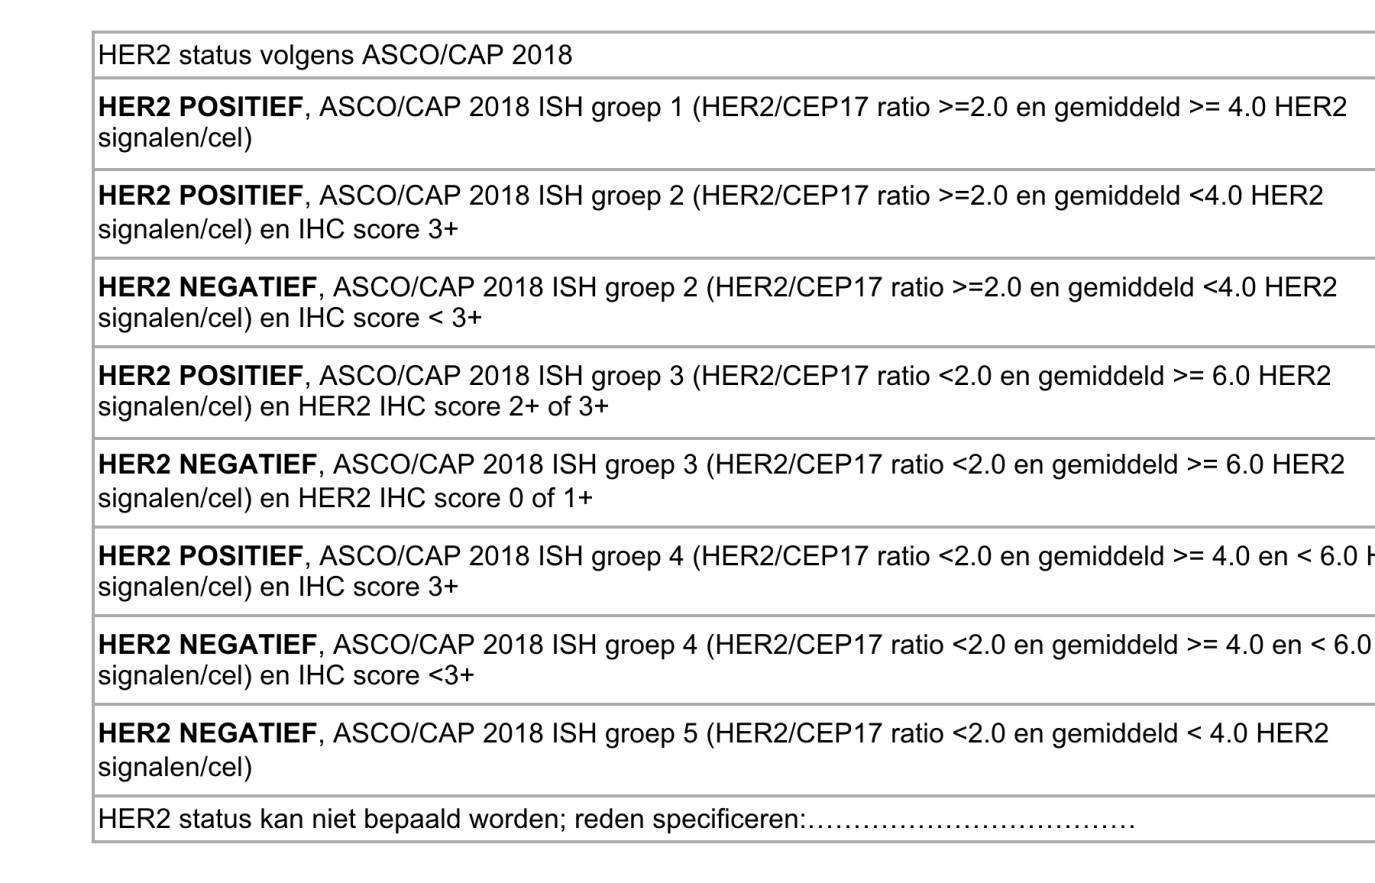 HER2 status volgens ASCO/CAP 2018
HER2 POSITIEF, ASCO/CAP 2018 ISH groep 1 (HER2/CEP17 ratio >=2.0 en gemiddeld >= 4.0 HER2
signalen/cel)
HER2 POSITIEF, ASCO/CAP 2018 ISH groep 2 (HER2/CEP17 ratio >=2.0 en gemiddeld <4.0 HER2
signalen/cel) en IHC score 3+
HER2 NEGATIEF, ASCO/CAP 2018 ISH groep 2 (HER2/CEP17 ratio >=2.0 en gemiddeld <4.0 HER2
signalen/cel) en IHC score < 3+
HER2 POSITIEF, ASCO/CAP 2018 ISH groep 3 (HER2/CEP17 ratio <2.0 en gemiddeld >= 6.0 HER2
signalen/cel) en HER2 IHC score 2+ of 3+
HER2 NEGATIEF, ASCO/CAP 2018 ISH groep 3 (HER2/CEP17 ratio <2.0 en gemiddeld >= 6.0 HER2
signalen/cel) en HER2 IHC score 0 of 1+
HER2 POSITIEF, ASCO/CAP 2018 ISH groep 4 (HER2/CEP17 ratio <2.0 en gemiddeld >= 4.0 en < 6.0
signalen/cel) en IHC score 3+
HER2 NEGATIEF, ASCO/CAP 2018 ISH groep 4 (HER2/CEP17 ratio <2.0 en gemiddeld >= 4.0 en < 6.0
signalen/cel) en IHC score <3+
HER2 NEGATIEF, ASCO/CAP 2018 ISH groep 5 (HER2/CEP17 ratio <2.0 en gemiddeld < 4.0 HER2
signalen/cel)
HER2 status kan niet bepaald worden; reden specificeren:………………………………